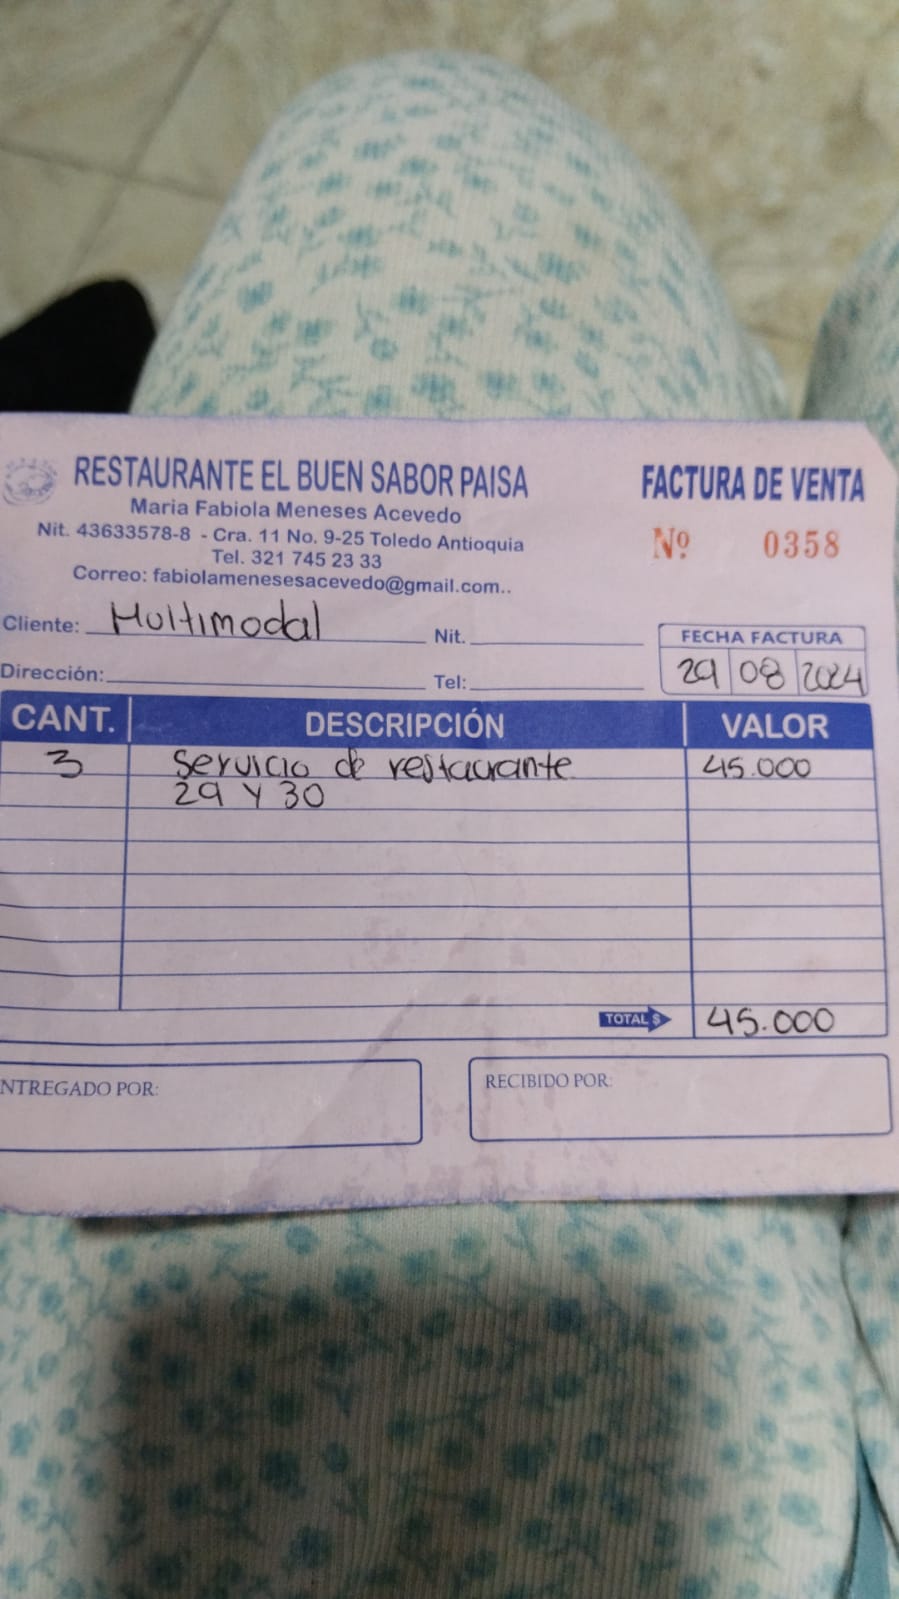 RESTAURANTE EL BUEN SABOR PAISA
Maria Fabiola Meneses Acevedo
Nit. 43633578-8 - Cra. 11 No. 9-25 Toledo Antioquia
Tel. 321 745 23 33
Correo: fabiolamenesesacevedo@gmail.com..
FACTURA DE VENTA
Nº 0358
Cliente: Multimodal Nit.
FECHA FACTURA
Dirección: Tel: 29 08 2024
CANT. DESCRIPCIÓN VALOR
3 servicio de restaurante 45.000
29 Y 30
TOTAL $ 45.000
NTREGADO POR: RECIBIDO POR: